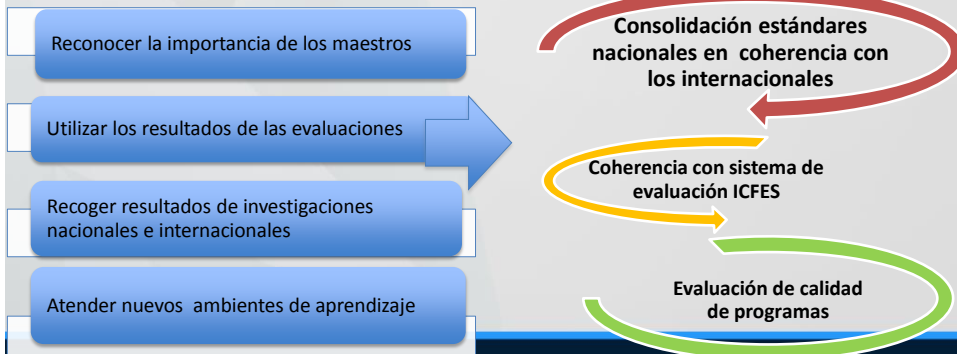 Reconocer la importancia de los maestros
Utilizar los resultados de las evaluaciones
Recoger resultados de investigaciones
nacionales e internacionales
Atender nuevos ambientes de aprendizaje
Consolidación estándares
nacionales en coherencia con
los internacionales
Coherencia con sistema de
evaluación ICFES
Evaluación de calidad
de programas